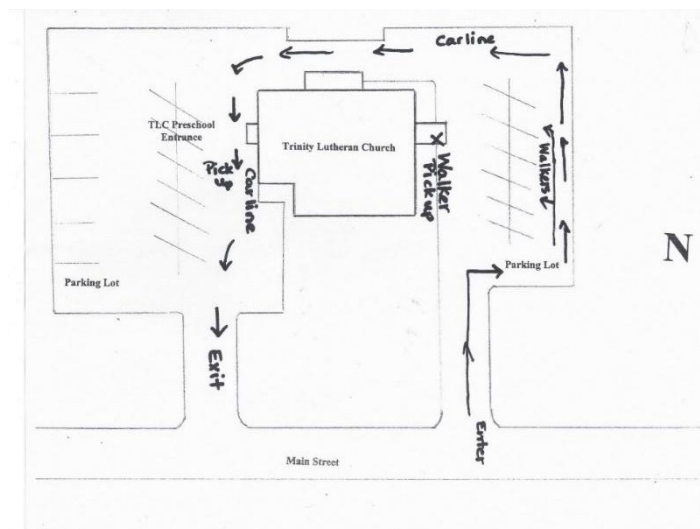 Carline
TLC Preschool
Entrance
Trinity Lutheran Church
Pick
up
Carline
Walker
Pick up
Walkers
N
Parking Lot
Parking Lot
Exit
Enter
Main Street